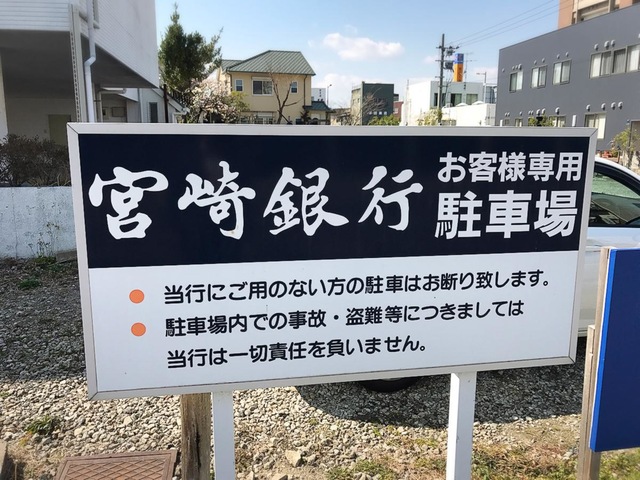 宮崎銀行 お客様専用
駐車場
● 当行にご用のない方の駐車はお断り致します。
● 駐車場内での事故・盗難等につきましては
当行は一切責任を負いません。